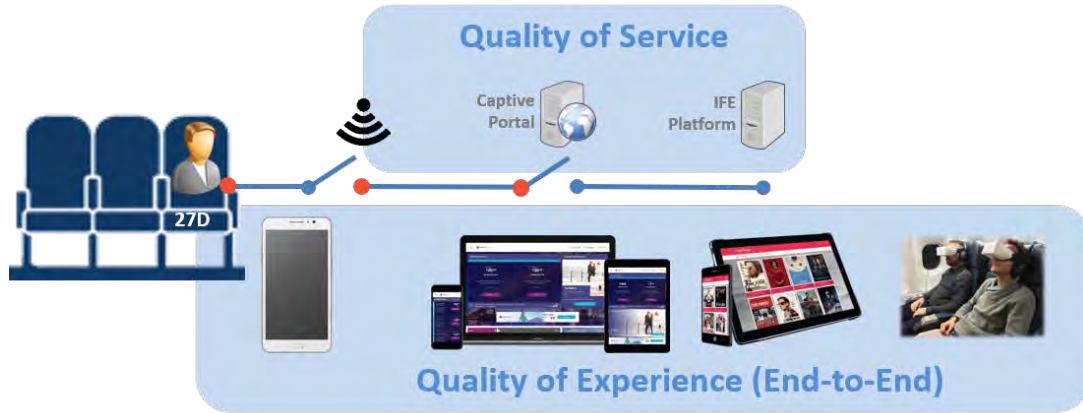 Quality of Service
Captive
Portal
IFE
Platform
27D
Quality of Experience (End-to-End)